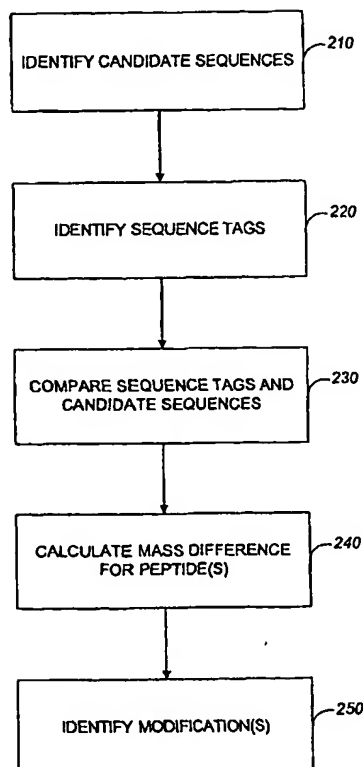 IDENTIFY CANDIDATE SEQUENCES
210
IDENTIFY SEQUENCE TAGS
220
COMPARE SEQUENCE TAGS AND
CANDIDATE SEQUENCES
230
CALCULATE MASS DIFFERENCE
FOR PEPTIDE(S)
240
IDENTIFY MODIFICATION(S)
250